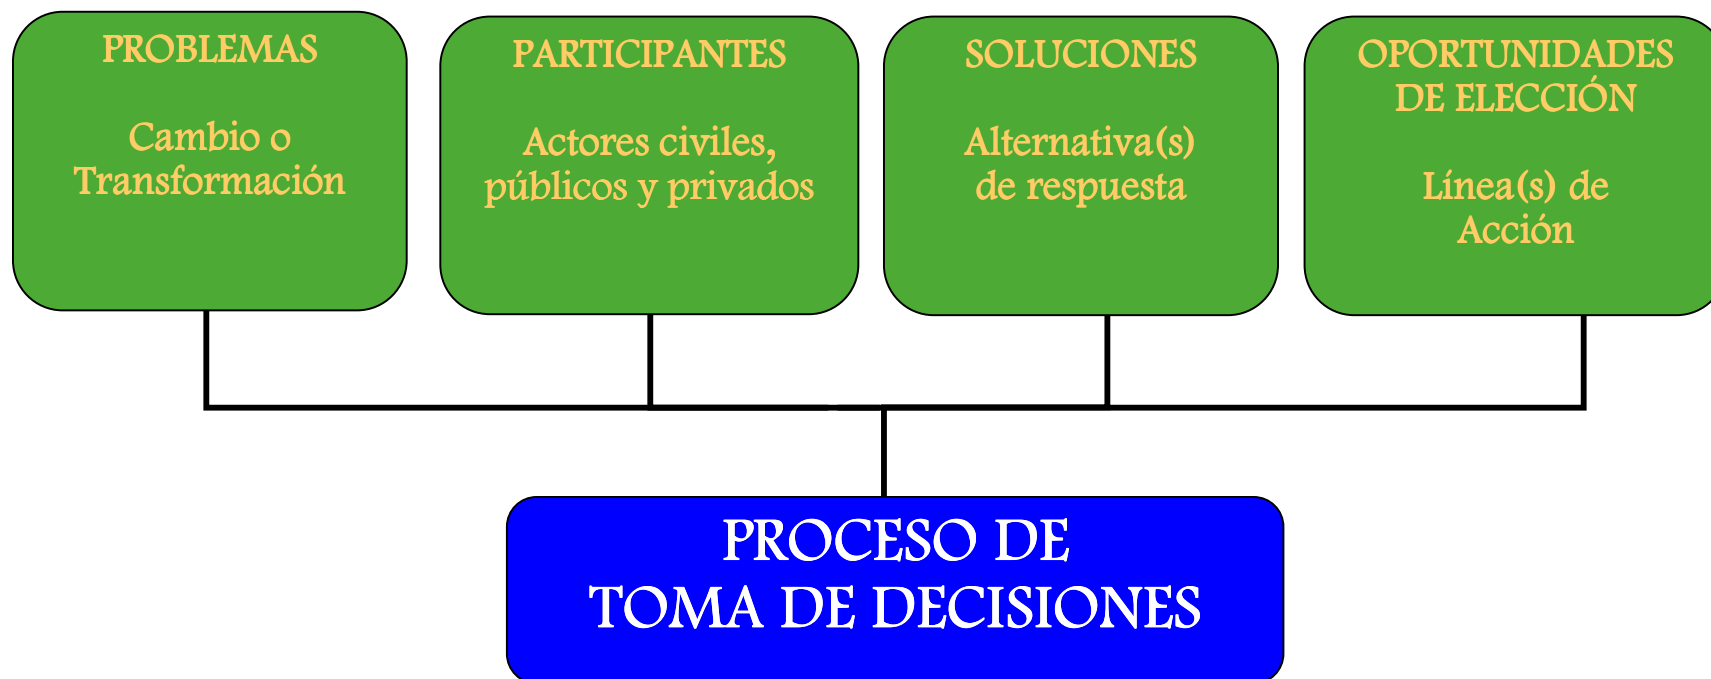 PROBLEMAS
Cambio o
Transformación
PARTICIPANTES
Actores civiles,
públicos y privados
SOLUCIONES
Alternativa(s)
de respuesta
OPORTUNIDADES
DE ELECCIÓN
Línea(s) de
Acción
PROCESO DE
TOMA DE DECISIONES